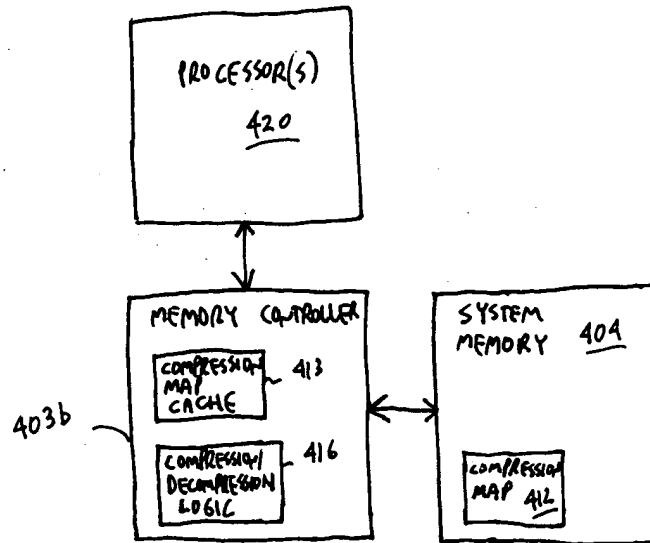 PROCESSOR(S)
420
MEMORY CONTROLLER
COMPRESSION
MAP
CACHE
413
COMPRESSION/
DECOMPRESSION
LOGIC
416
403b
SYSTEM
MEMORY 404
COMPRESSION
MAP 412